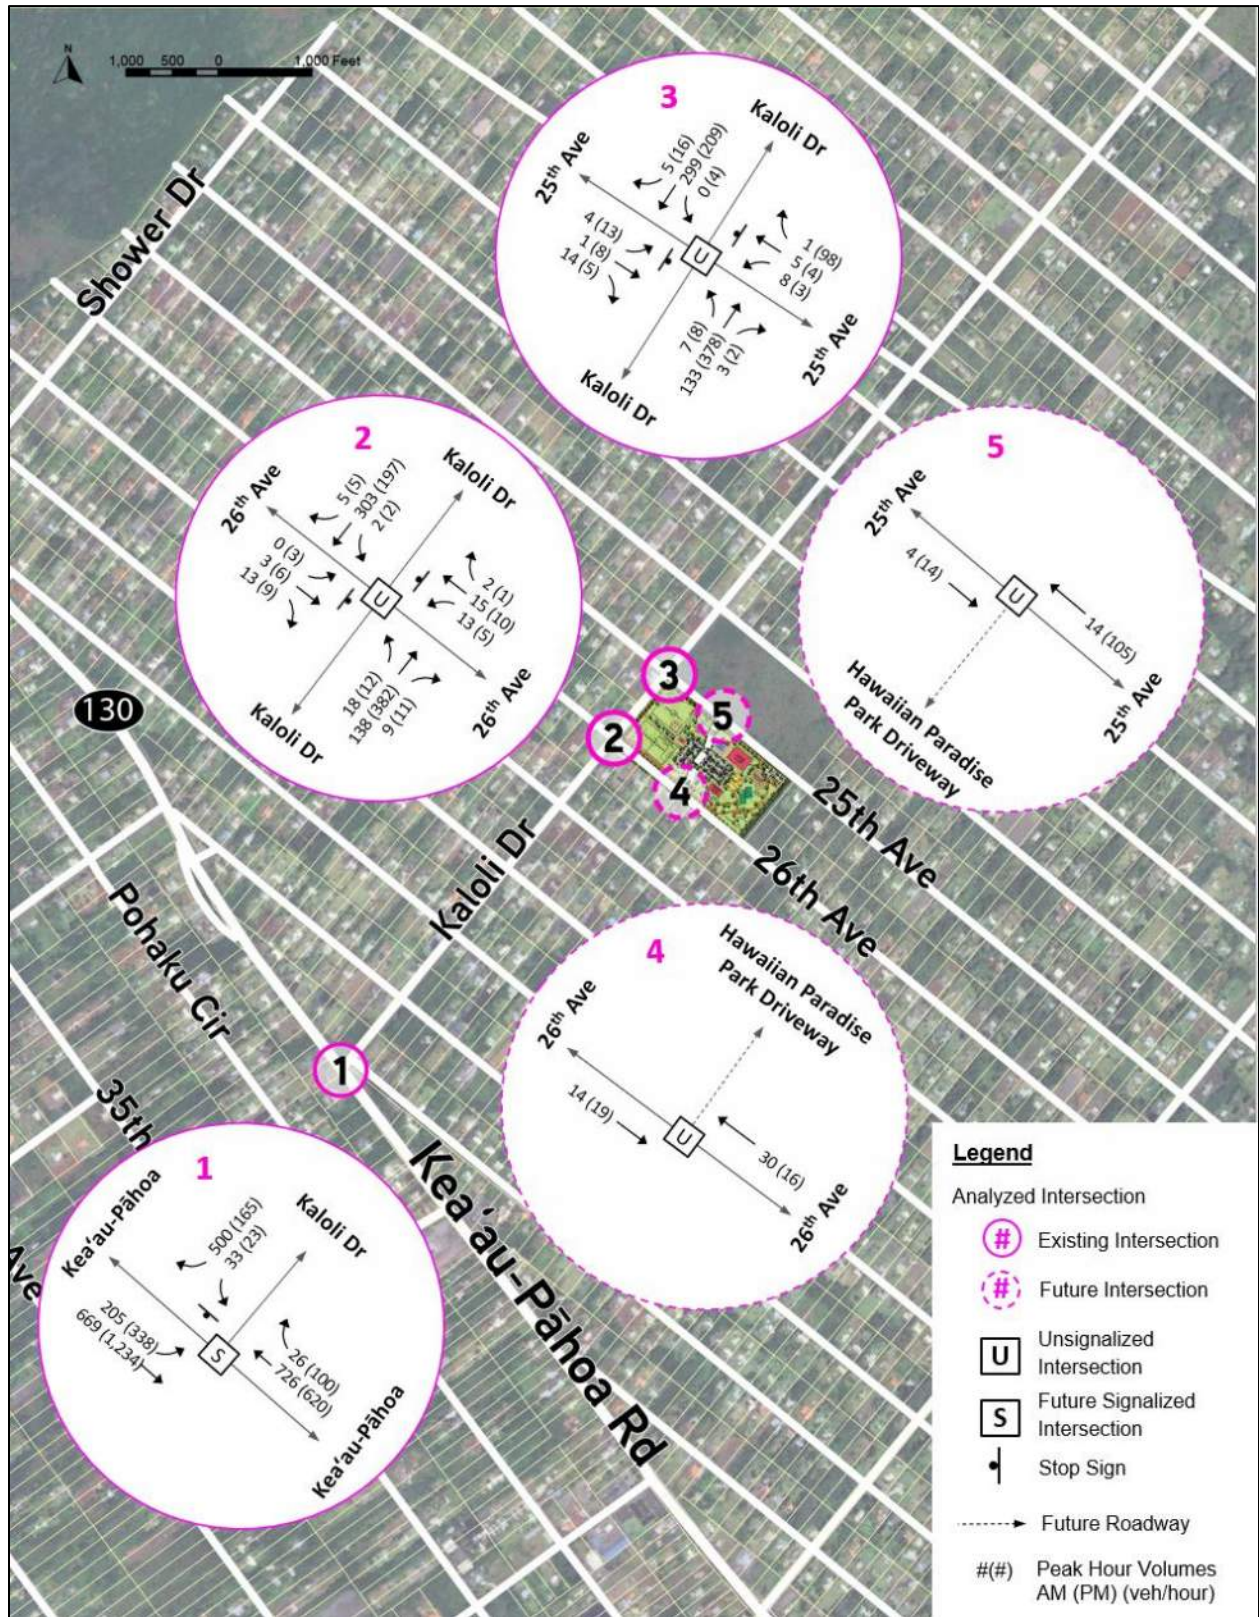 N
1,000 500 0 1,000 Feet
Shower Dr
3
25th Ave
Kaloli Dr
5 (16)
299 (209)
0 (4)
4 (13)
1 (8)
14 (5)
U
1 (98)
5 (4)
8 (3)
7 (8)
133 (378)
3 (2)
Kaloli Dr
25th Ave
2
26th Ave
Kaloli Dr
5 (5)
303 (197)
2 (2)
0 (3)
3 (6)
13 (9)
U
2 (1)
15 (10)
13 (5)
18 (12)
138 (382)
9 (11)
Kaloli Dr
26th Ave
5
25th Ave
4 (14)
U
14 (105)
Hawaiian Paradise
Park Driveway
25th Ave
130
3
5
2
4
25th Ave
26th Ave
Kaloli Dr
Pohaku Cir
1
35th
Ave
Kea‘au-Pāhoa Rd
4
Hawaiian Paradise
Park Driveway
26th Ave
14 (19)
U
30 (16)
26th Ave
1
Kea‘au-Pāhoa
Kaloli Dr
500 (165)
33 (23)
205 (338)
669 (1,234)
S
26 (100)
726 (620)
Kea‘au-Pāhoa
Legend
Analyzed Intersection
# Existing Intersection
# Future Intersection
U Unsignalized
Intersection
S Future Signalized
Intersection
Stop Sign
Future Roadway
#(#) Peak Hour Volumes
AM (PM) (veh/hour)